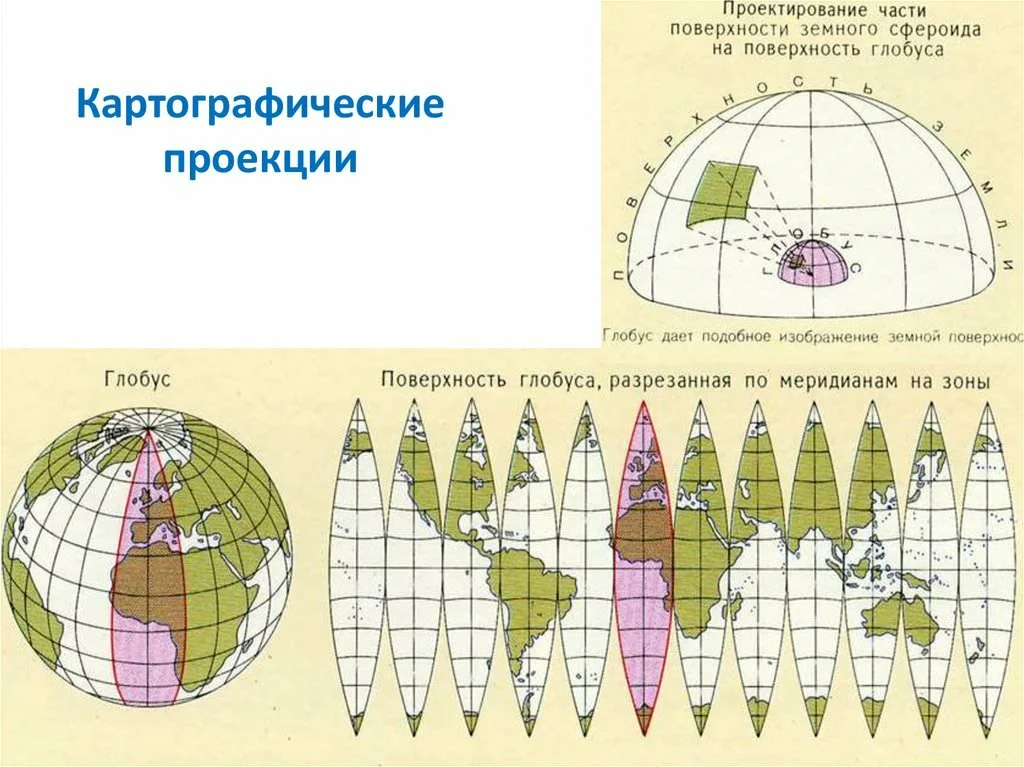 Картографические
проекции
Проектирование части
поверхности земного сфероида
на поверхность глобуса
ПОВЕРХНОСТЬ ЗЕМЛИ
ГЛОБУС
Глобус дает подобное изображение земной поверхнос
Глобус
Поверхность глобуса, разрезанная по меридианам на зоны